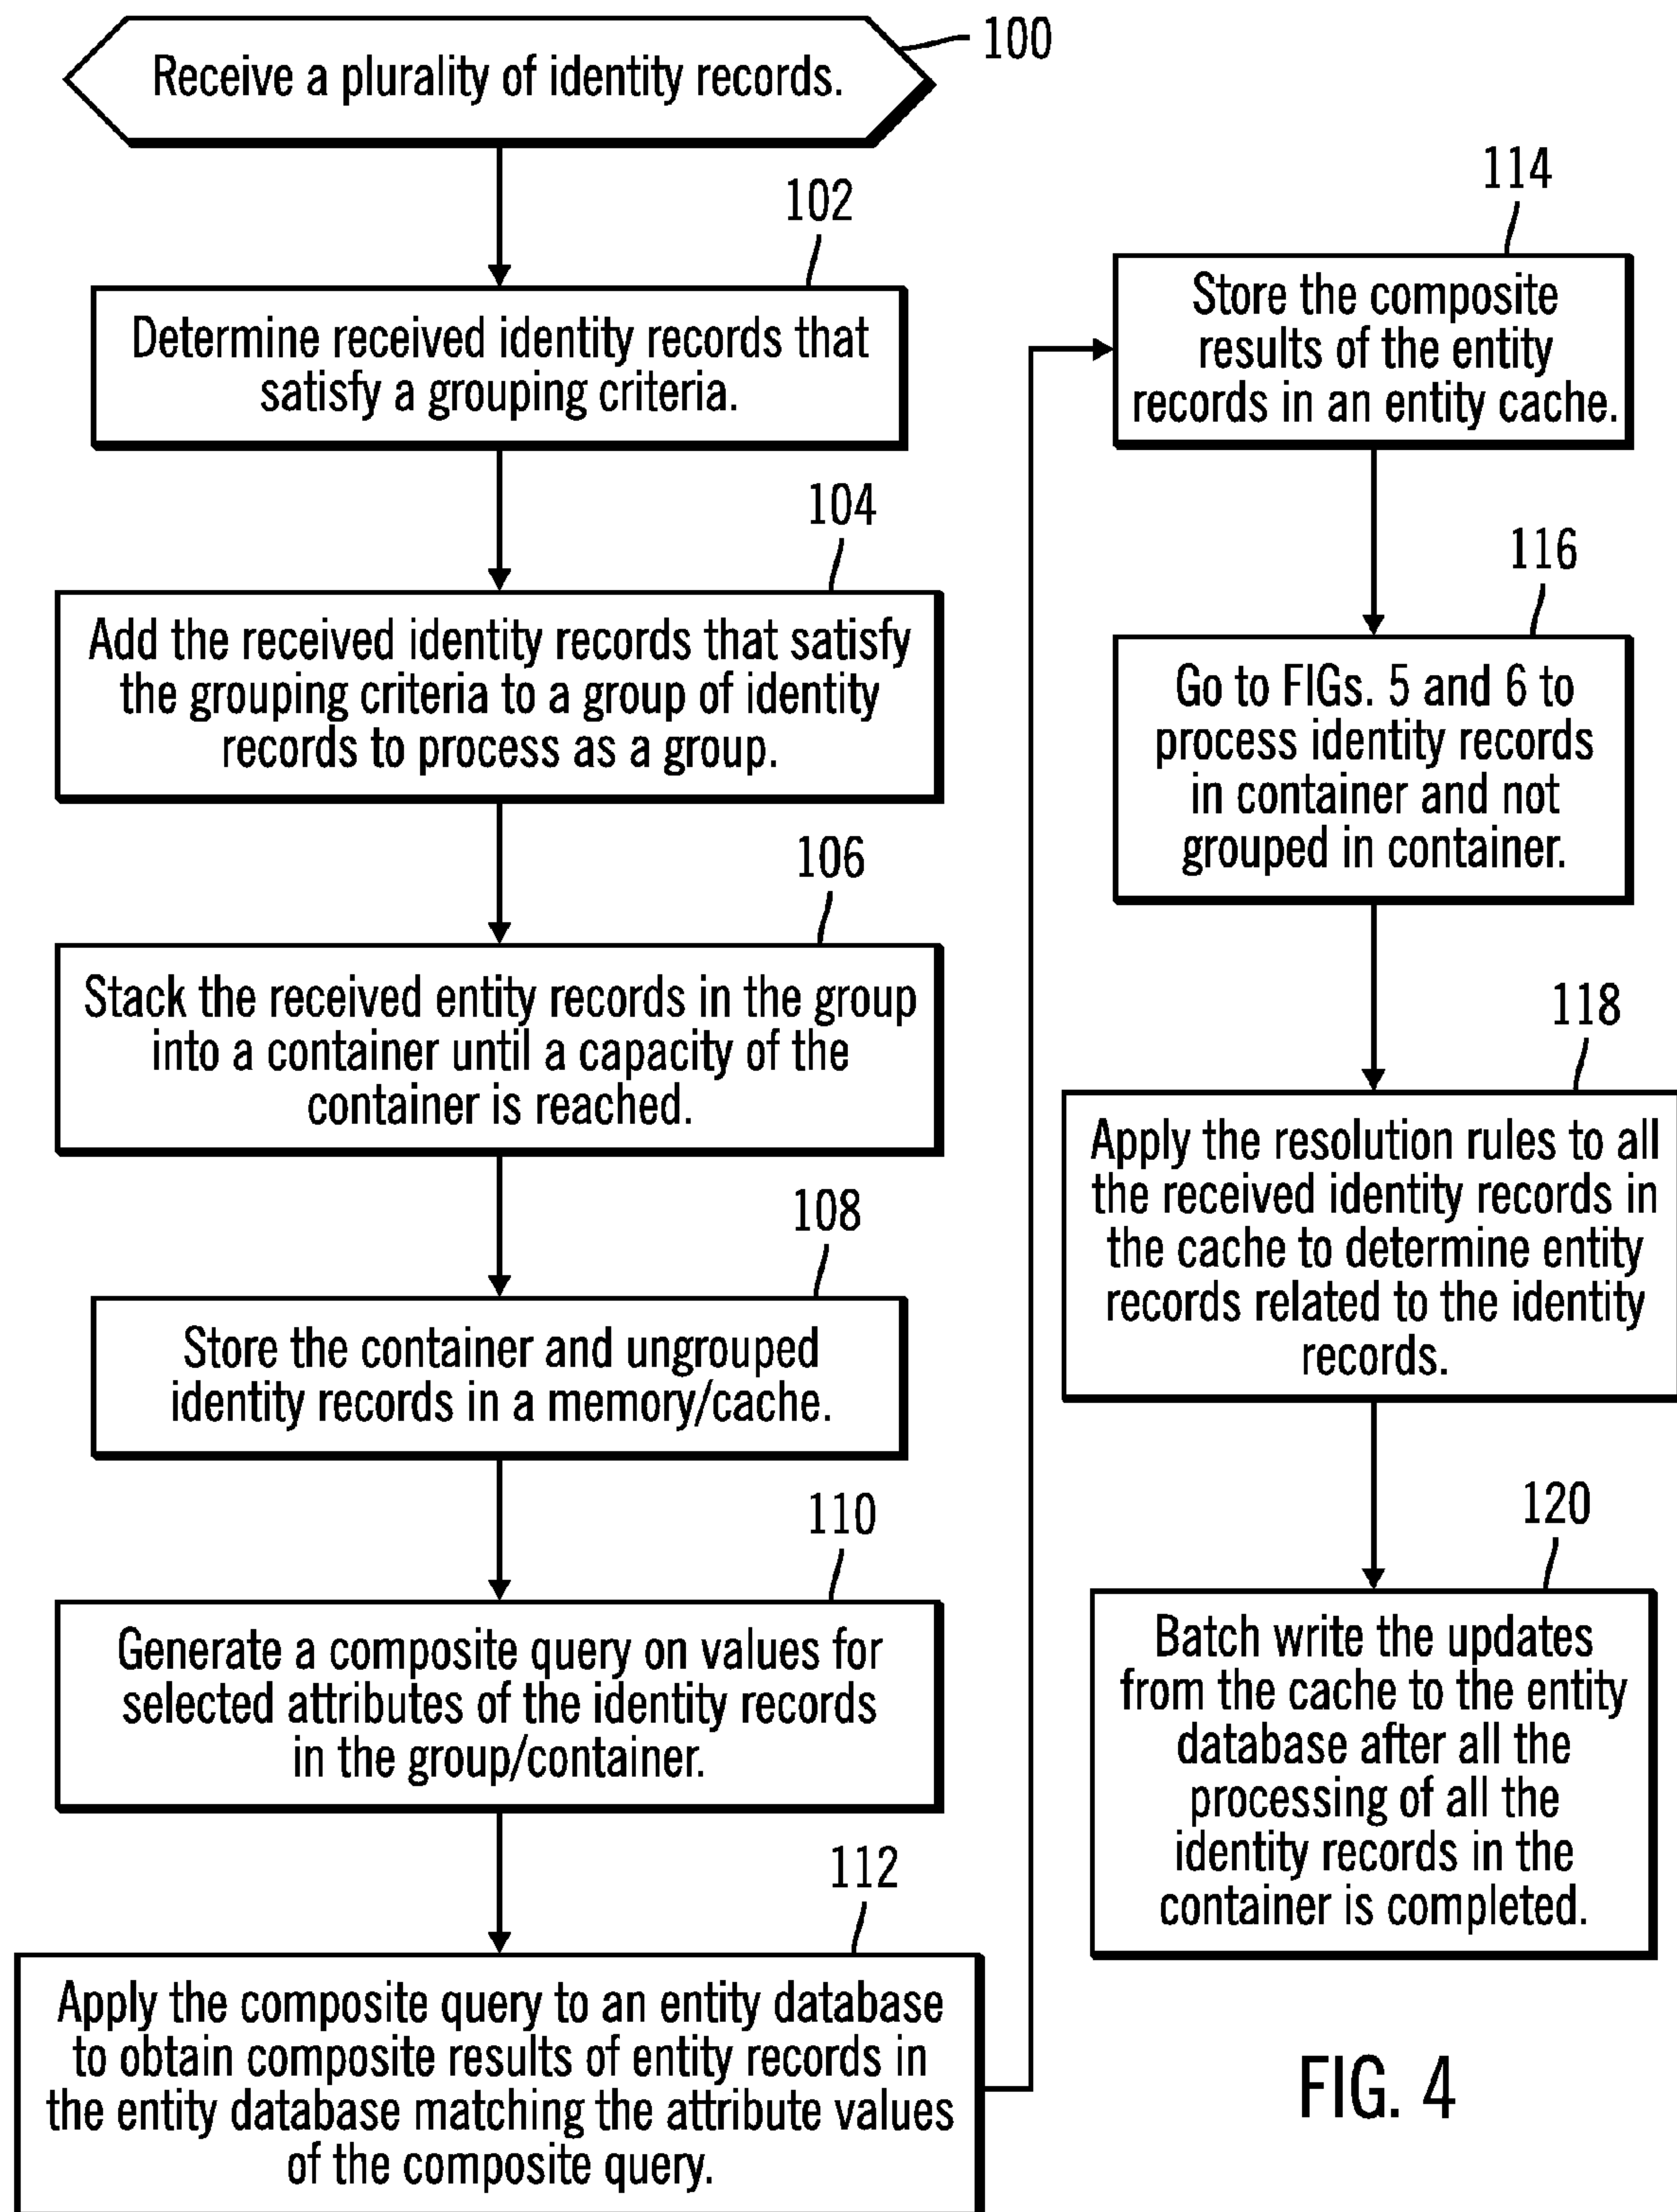 100
Receive a plurality of identity records.
102
Determine received identity records that
satisfy a grouping criteria.
104
Add the received identity records that satisfy
the grouping criteria to a group of identity
records to process as a group.
106
Stack the received entity records in the group
into a container until a capacity of the
container is reached.
108
Store the container and ungrouped
identity records in a memory/cache.
110
Generate a composite query on values for
selected attributes of the identity records
in the group/container.
112
Apply the composite query to an entity database
to obtain composite results of entity records in
the entity database matching the attribute values
of the composite query.
114
Store the composite
results of the entity
records in an entity cache.
116
Go to FIGs. 5 and 6 to
process identity records
in container and not
grouped in container.
118
Apply the resolution rules to all
the received identity records in
the cache to determine entity
records related to the identity
records.
120
Batch write the updates
from the cache to the entity
database after all the
processing of all the
identity records in the
container is completed.
FIG. 4